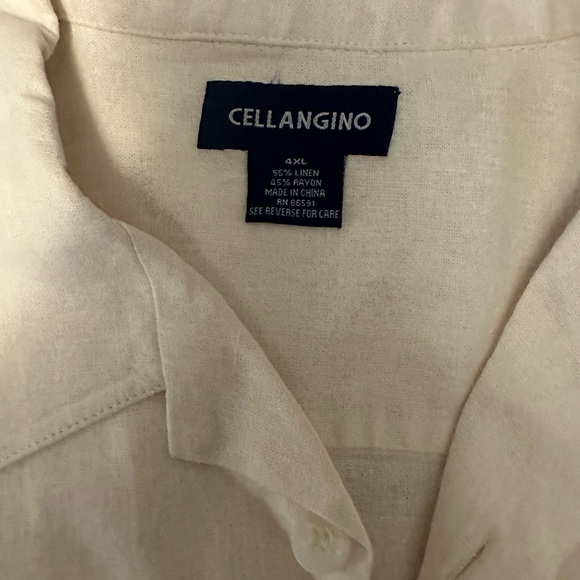 CELLANGINO
4XL
55% LINEN
45% RAYON
MADE IN CHINA
RN 66591
SEE REVERSE FOR CARE